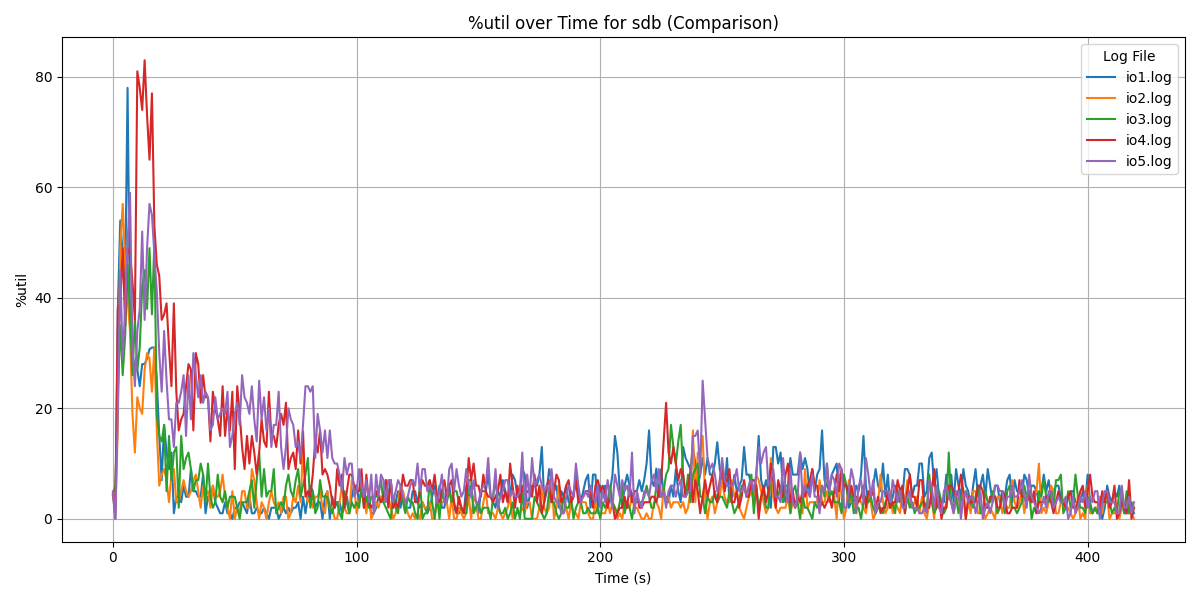 %util over Time for sdb (Comparison)
%util
80
60
40
20
0
0 100 200 300 400
Time (s)
Log File
io1.log
io2.log
io3.log
io4.log
io5.log